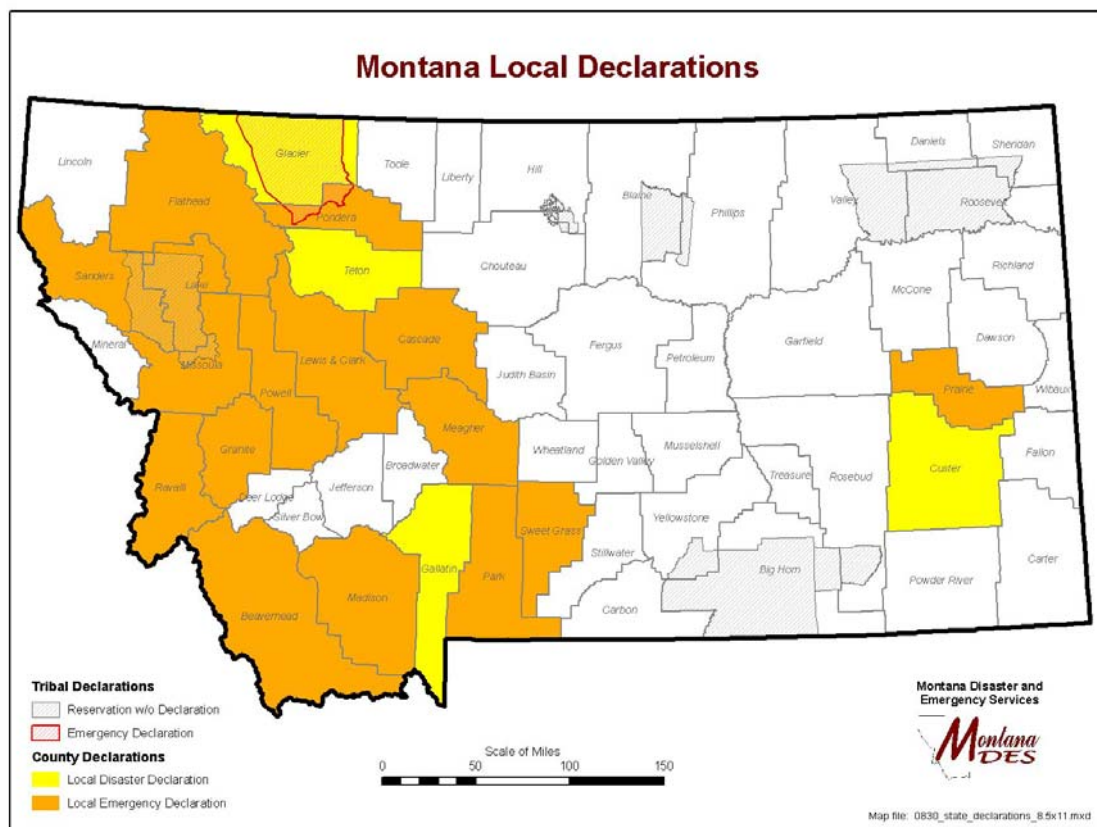 Montana Local Declarations
Lincoln
Glacier
Toole
Liberty
Hill
Blaine
Phillips
Daniels
Sheridan
Valley
Roosevelt
Flathead
Pondera
Chouteau
Teton
Sanders
Lake
Richland
McCone
Dawson
Mineral
Missoula
Lewis & Clark
Cascade
Fergus
Petroleum
Garfield
Judith Basin
Powell
Prairie
Wibaux
Meagher
Granite
Broadwater
Wheatland
Golden Valley
Musselshell
Treasure
Rosebud
Custer
Fallon
Ravalli
Deer Lodge
Jefferson
Silver Bow
Yellowstone
Sweet Grass
Stillwater
Gallatin
Park
Big Horn
Carter
Powder River
Carbon
Madison
Beaverhead
Tribal Declarations
Reservation w/o Declaration
Emergency Declaration
County Declarations
Local Disaster Declaration
Local Emergency Declaration
Scale of Miles
0 50 100 150
Montana Disaster and
Emergency Services
Montana
DES
Map file: 0830_state_declarations_8.5x11.mxd